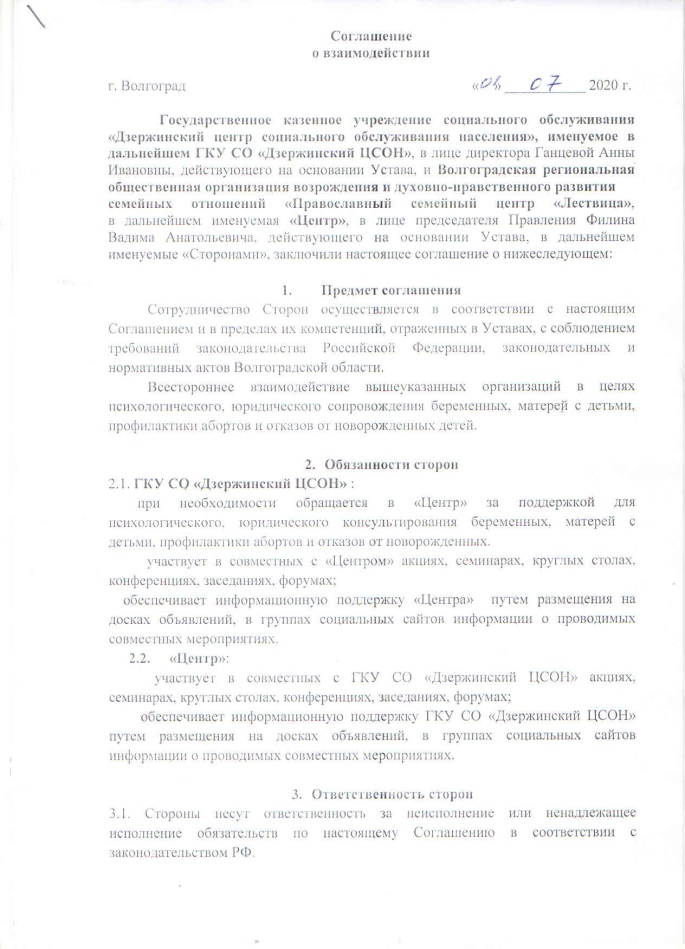 Соглашение
о взаимодействии
г. Волгоград « » 07 2020 г.
Государственное казенное учреждение социального обслуживания
«Дзержинский центр социального обслуживания населения», именуемое в
дальнейшем ГКУ СО «Дзержинский ЦСОН», в лице директора Ганцевой Анны
Ивановны, действующего на основании Устава, и Волгоградская региональная
общественная организация возрождения и духовно-нравственного развития
семейных отношений «Православный семейный центр «Лествица»,
в дальнейшем именуемая «Центр», в лице председателя Правления Филина
Вадима Анатольевича, действующего на основании Устава, в дальнейшем
именуемые «Сторонами», заключили настоящее соглашение о нижеследующем:
1. Предмет соглашения
Сотрудничество Сторон осуществляется в соответствии с настоящим
Соглашением и в пределах их компетенций, отраженных в Уставах, с соблюдением
требований законодательства Российской Федерации, законодательных и
нормативных актов Волгоградской области.
Всестороннее взаимодействие вышеуказанных организаций в целях
психологического, юридического сопровождения беременных, матерей с детьми,
профилактики абортов и отказов от новорожденных детей.
2. Обязанности сторон
2.1. ГКУ СО «Дзержинский ЦСОН» :
при необходимости обращается в «Центр» за поддержкой для
психологического, юридического консультирования беременных, матерей с
детьми, профилактики абортов и отказов от новорожденных.
участвует в совместных с «Центром» акциях, семинарах, круглых столах,
конференциях, заседаниях, форумах;
обеспечивает информационную поддержку «Центра» путем размещения на
досках объявлений, в группах социальных сайтов информации о проводимых
совместных мероприятиях.
2.2. «Центр»:
участвует в совместных с ГКУ СО «Дзержинский ЦСОН» акциях,
семинарах, круглых столах, конференциях, заседаниях, форумах;
обеспечивает информационную поддержку ГКУ СО «Дзержинский ЦСОН»
путем размещения на досках объявлений, в группах социальных сайтов
информации о проводимых совместных мероприятиях.
3. Ответственность сторон
3.1. Стороны несут ответственность за неисполнение или ненадлежащее
исполнение обязательств по настоящему Соглашению в соответствии с
законодательством РФ.